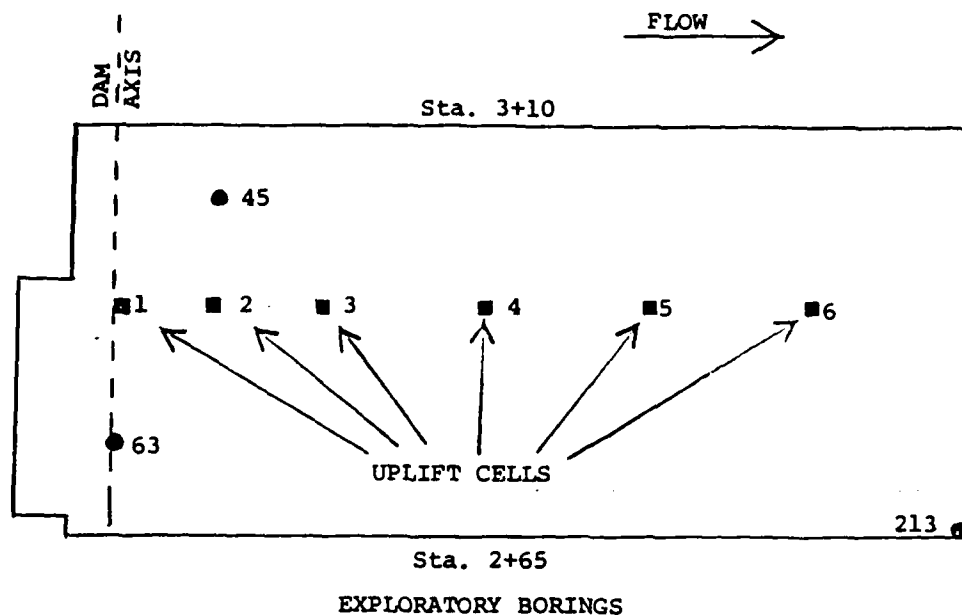 FLOW
DAM
AXIS
Sta. 3+10
45
1
2
3
4
5
6
63
UPLIFT CELLS
213
Sta. 2+65
EXPLORATORY BORINGS